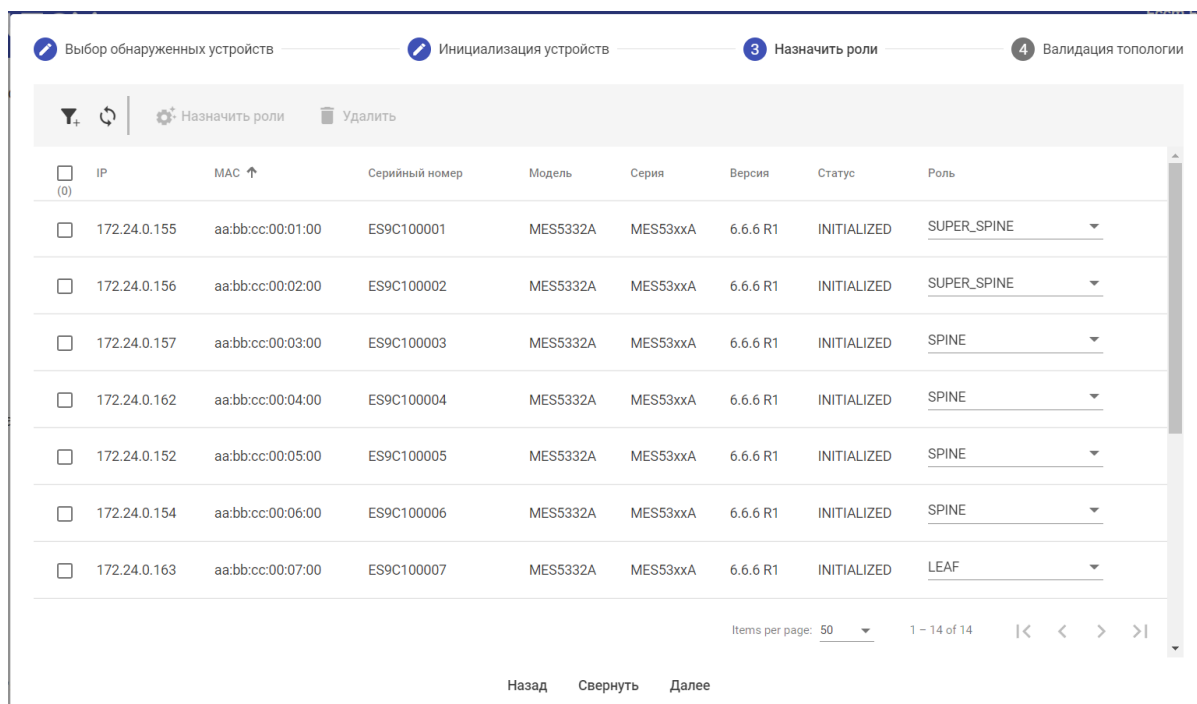 Выбор обнаруженных устройств Инициализация устройств 3 Назначить роли 4 Валидация топологии
Назначить роли Удалить
IP MAC Серийный номер Модель Серия Версия Статус Роль
(0)
172.24.0.155 aa:bb:cc:00:01:00 ES9C100001 MES5332A MES53xxA 6.6.6 R1 INITIALIZED SUPER_SPINE
172.24.0.156 aa:bb:cc:00:02:00 ES9C100002 MES5332A MES53xxA 6.6.6 R1 INITIALIZED SUPER_SPINE
172.24.0.157 aa:bb:cc:00:03:00 ES9C100003 MES5332A MES53xxA 6.6.6 R1 INITIALIZED SPINE
172.24.0.162 aa:bb:cc:00:04:00 ES9C100004 MES5332A MES53xxA 6.6.6 R1 INITIALIZED SPINE
172.24.0.152 aa:bb:cc:00:05:00 ES9C100005 MES5332A MES53xxA 6.6.6 R1 INITIALIZED SPINE
172.24.0.154 aa:bb:cc:00:06:00 ES9C100006 MES5332A MES53xxA 6.6.6 R1 INITIALIZED SPINE
172.24.0.163 aa:bb:cc:00:07:00 ES9C100007 MES5332A MES53xxA 6.6.6 R1 INITIALIZED LEAF
Items per page: 50 1 – 14 of 14
Назад Свернуть Далее